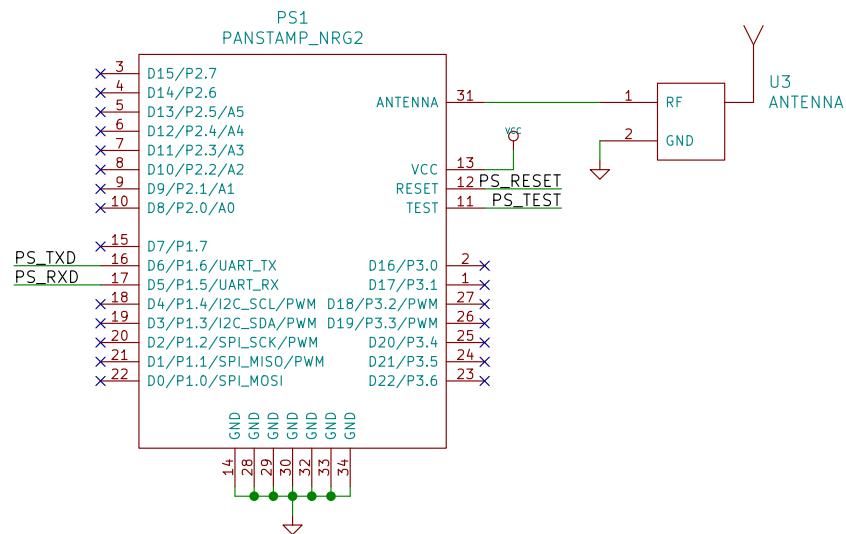 PS1
PANSTAMP_NRG2
3 D15/P2.7
4 D14/P2.6
5 D13/P2.5/A5
6 D12/P2.4/A4
7 D11/P2.3/A3
8 D10/P2.2/A2
9 D9/P2.1/A1
10 D8/P2.0/A0
15 D7/P1.7
PS_TXD 16 D6/P1.6/UART_TX
PS_RXD 17 D5/P1.5/UART_RX
18 D4/P1.4/I2C_SCL/PWM
19 D3/P1.3/I2C_SDA/PWM
20 D2/P1.2/SPI_SCK/PWM
21 D1/P1.1/SPI_MISO/PWM
22 D0/P1.0/SPI_MOSI
ANTENNA 31
VCC
VCC 13
RESET 12 PS_RESET
TEST 11 PS_TEST
D16/P3.0 2
D17/P3.1 1
D18/P3.2/PWM 27
D19/P3.3/PWM 26
D20/P3.4 25
D21/P3.5 24
D22/P3.6 23
GND GND GND GND GND GND GND
14 28 29 30 32 33 34
1 RF
2 GND
U3
ANTENNA